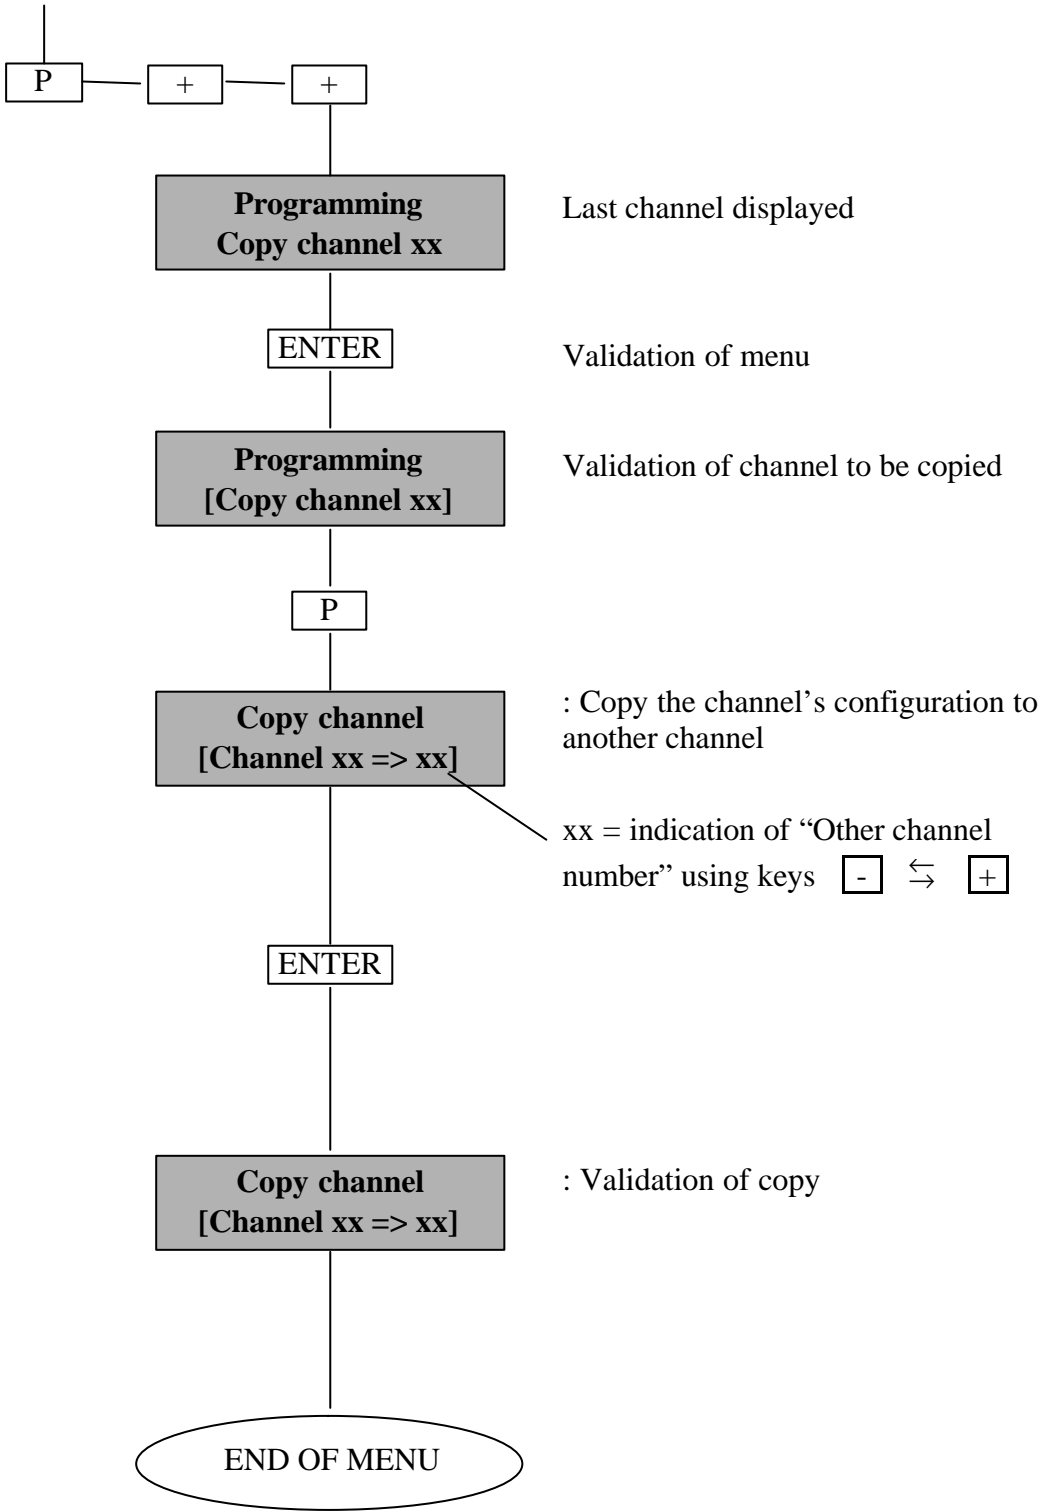 P + +
Programming
Copy channel xx
Last channel displayed
ENTER
Validation of menu
Programming
[Copy channel xx]
Validation of channel to be copied
P
Copy channel
[Channel xx => xx]
: Copy the channel’s configuration to
another channel
xx = indication of “Other channel
number” using keys - ⇆ +
ENTER
Copy channel
[Channel xx => xx]
: Validation of copy
END OF MENU